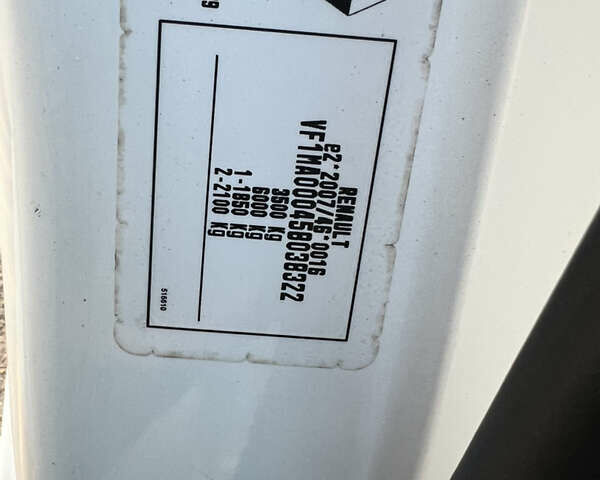 RENAULT
e2*2007/46*0016
VF1MA000458038322
3500 kg
6000 kg
1-1850 kg
2-2100 kg
516610